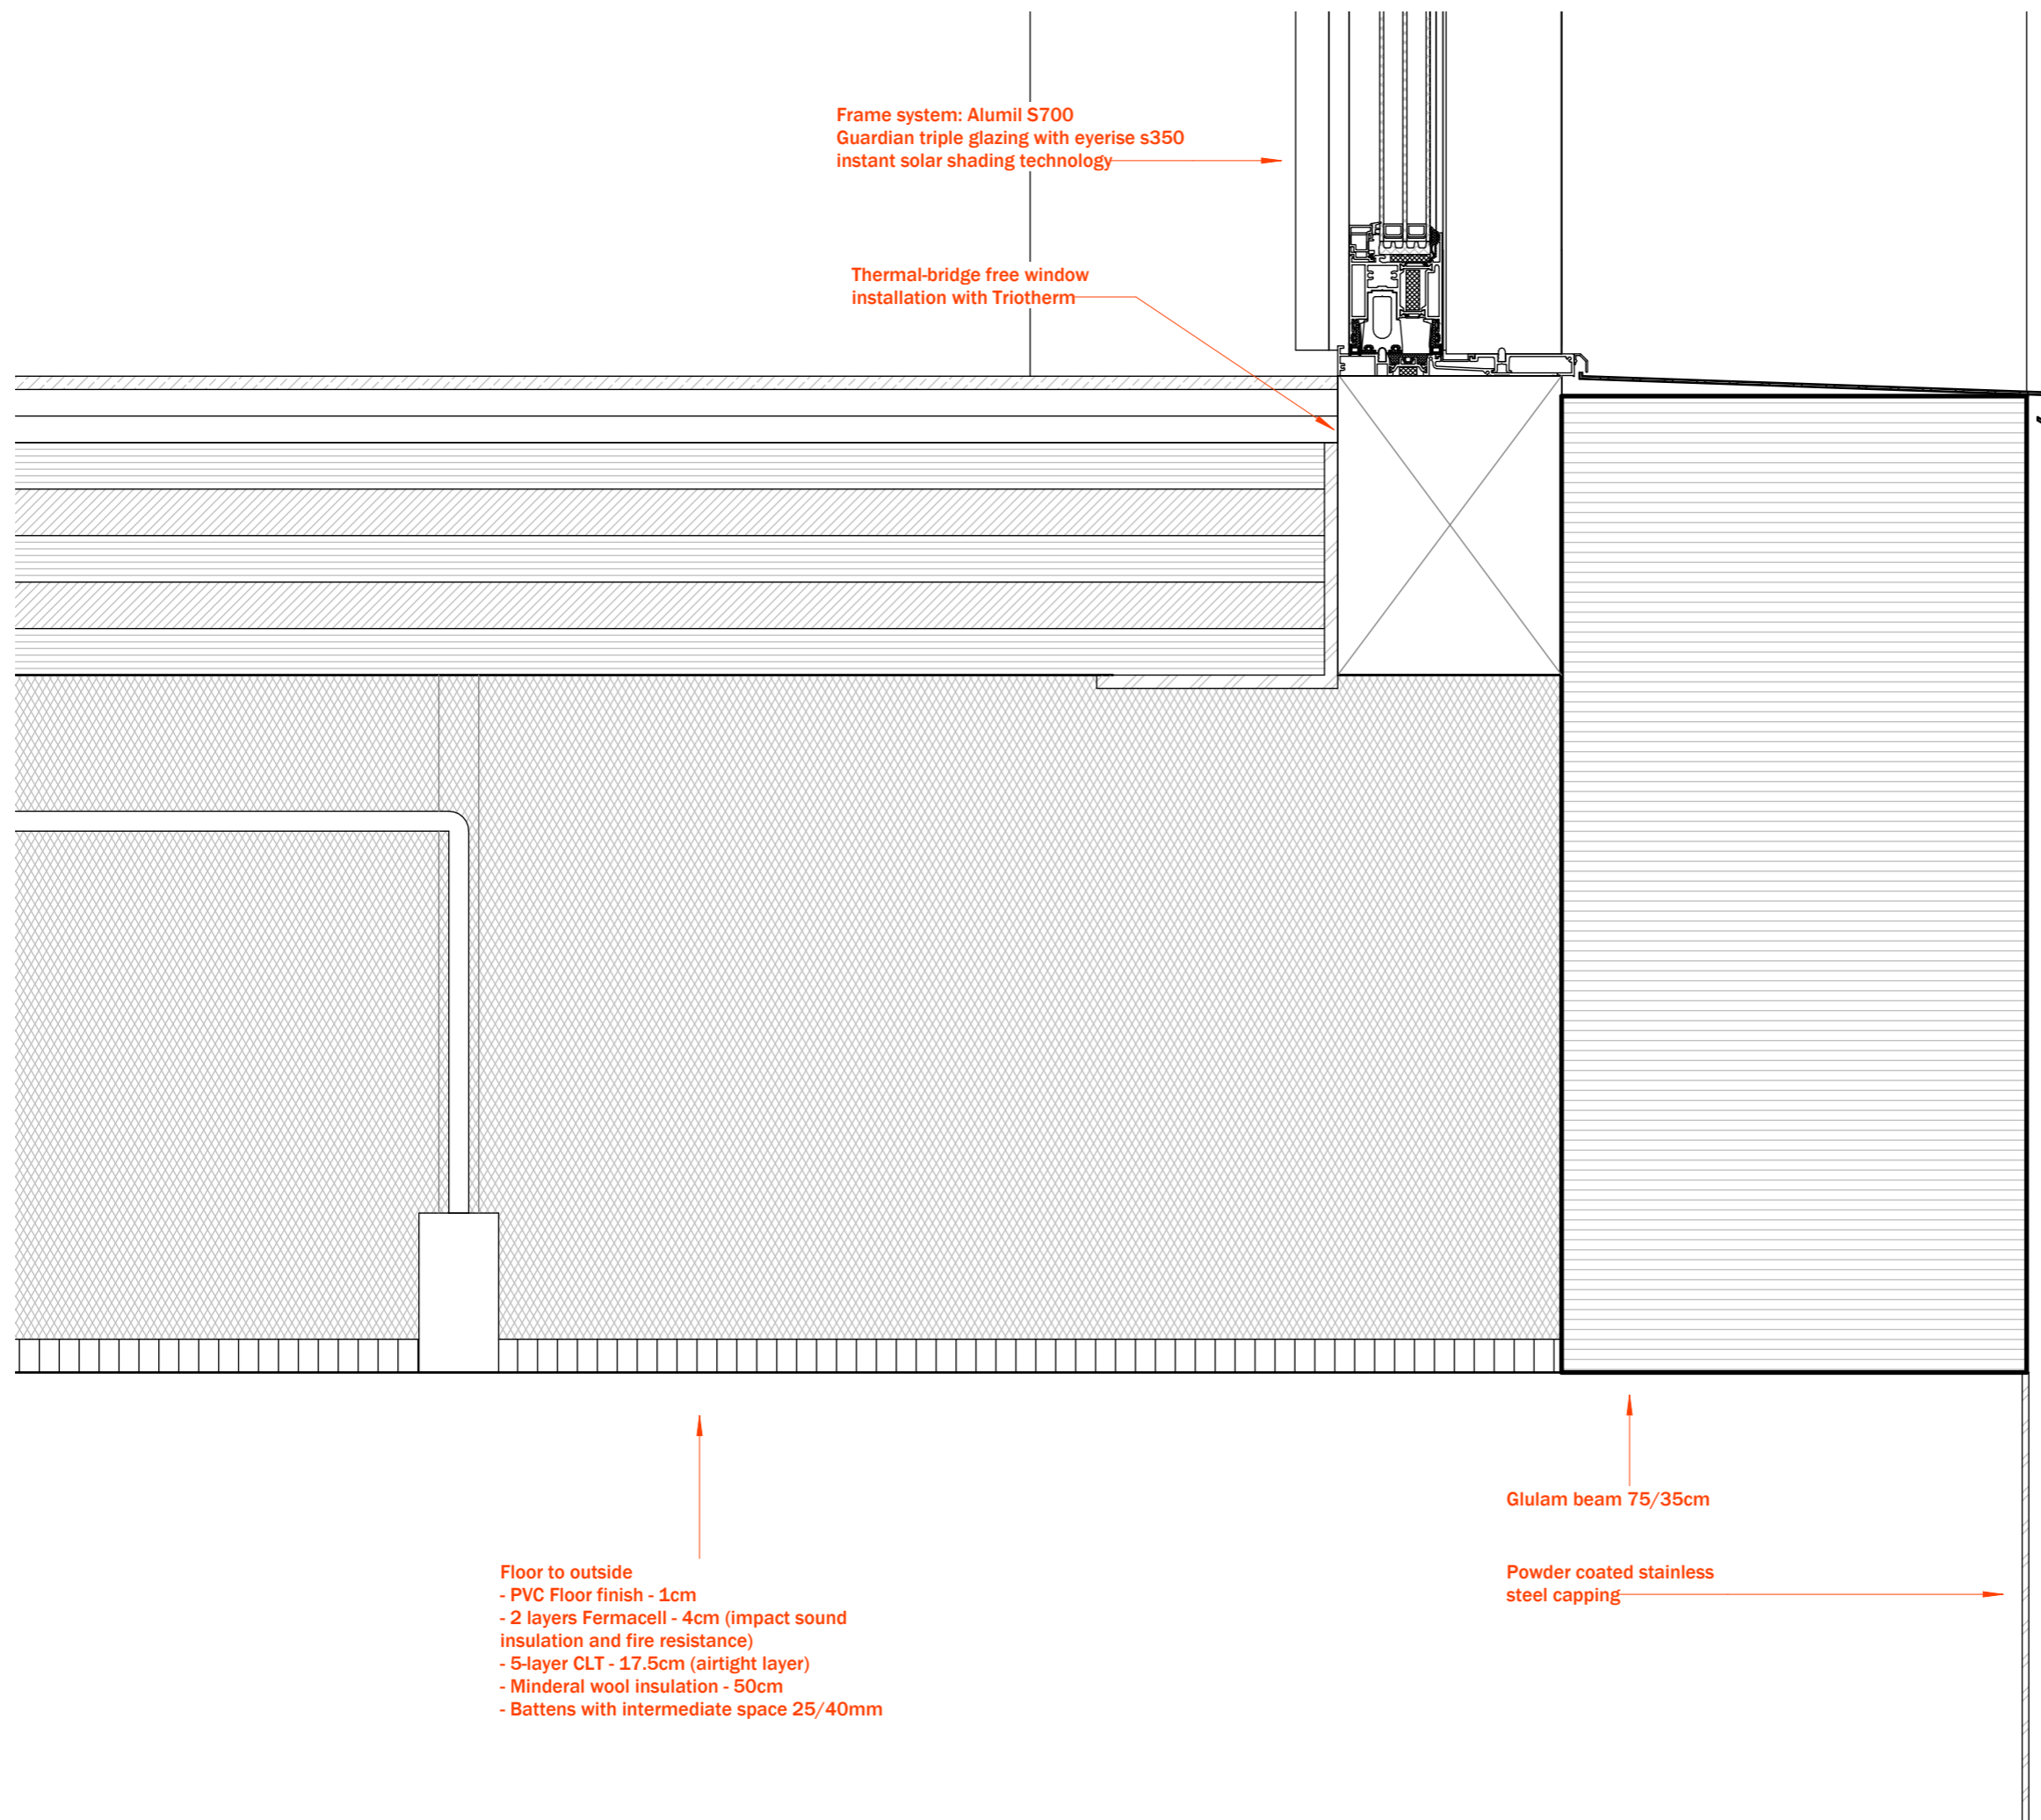 Frame system: Alumil S700
Guardian triple glazing with eyerise s350
instant solar shading technology
Thermal-bridge free window
installation with Triotherm
Glulam beam 75/35cm
Floor to outside
- PVC Floor finish - 1cm
- 2 layers Fermacell - 4cm (impact sound
insulation and fire resistance)
- 5-layer CLT - 17.5cm (airtight layer)
- Minderal wool insulation - 50cm
- Battens with intermediate space 25/40mm
Powder coated stainless
steel capping